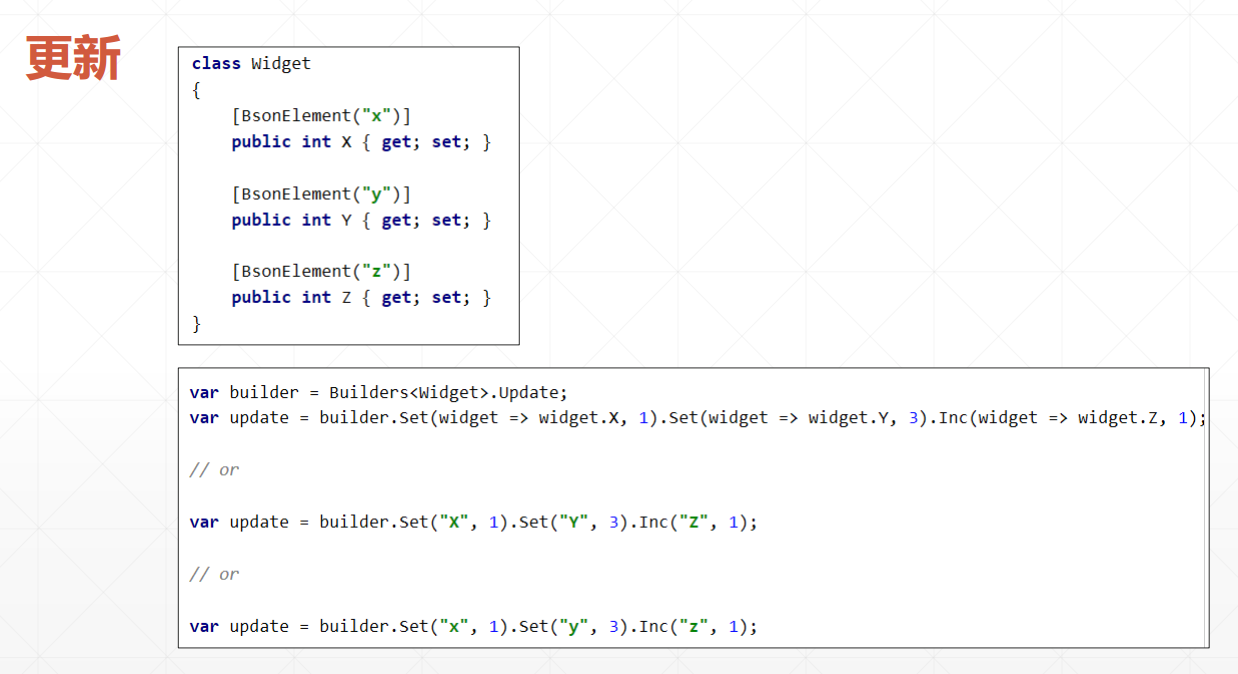 更新
class Widget
{
    [BsonElement("x")]
    public int X { get; set; }
    [BsonElement("y")]
    public int Y { get; set; }
    [BsonElement("z")]
    public int Z { get; set; }
}
var builder = Builders<Widget>.Update;
var update = builder.Set(widget => widget.X, 1).Set(widget => widget.Y, 3).Inc(widget => widget.Z, 1);
// or
var update = builder.Set("X", 1).Set("Y", 3).Inc("Z", 1);
// or
var update = builder.Set("x", 1).Set("y", 3).Inc("z", 1);